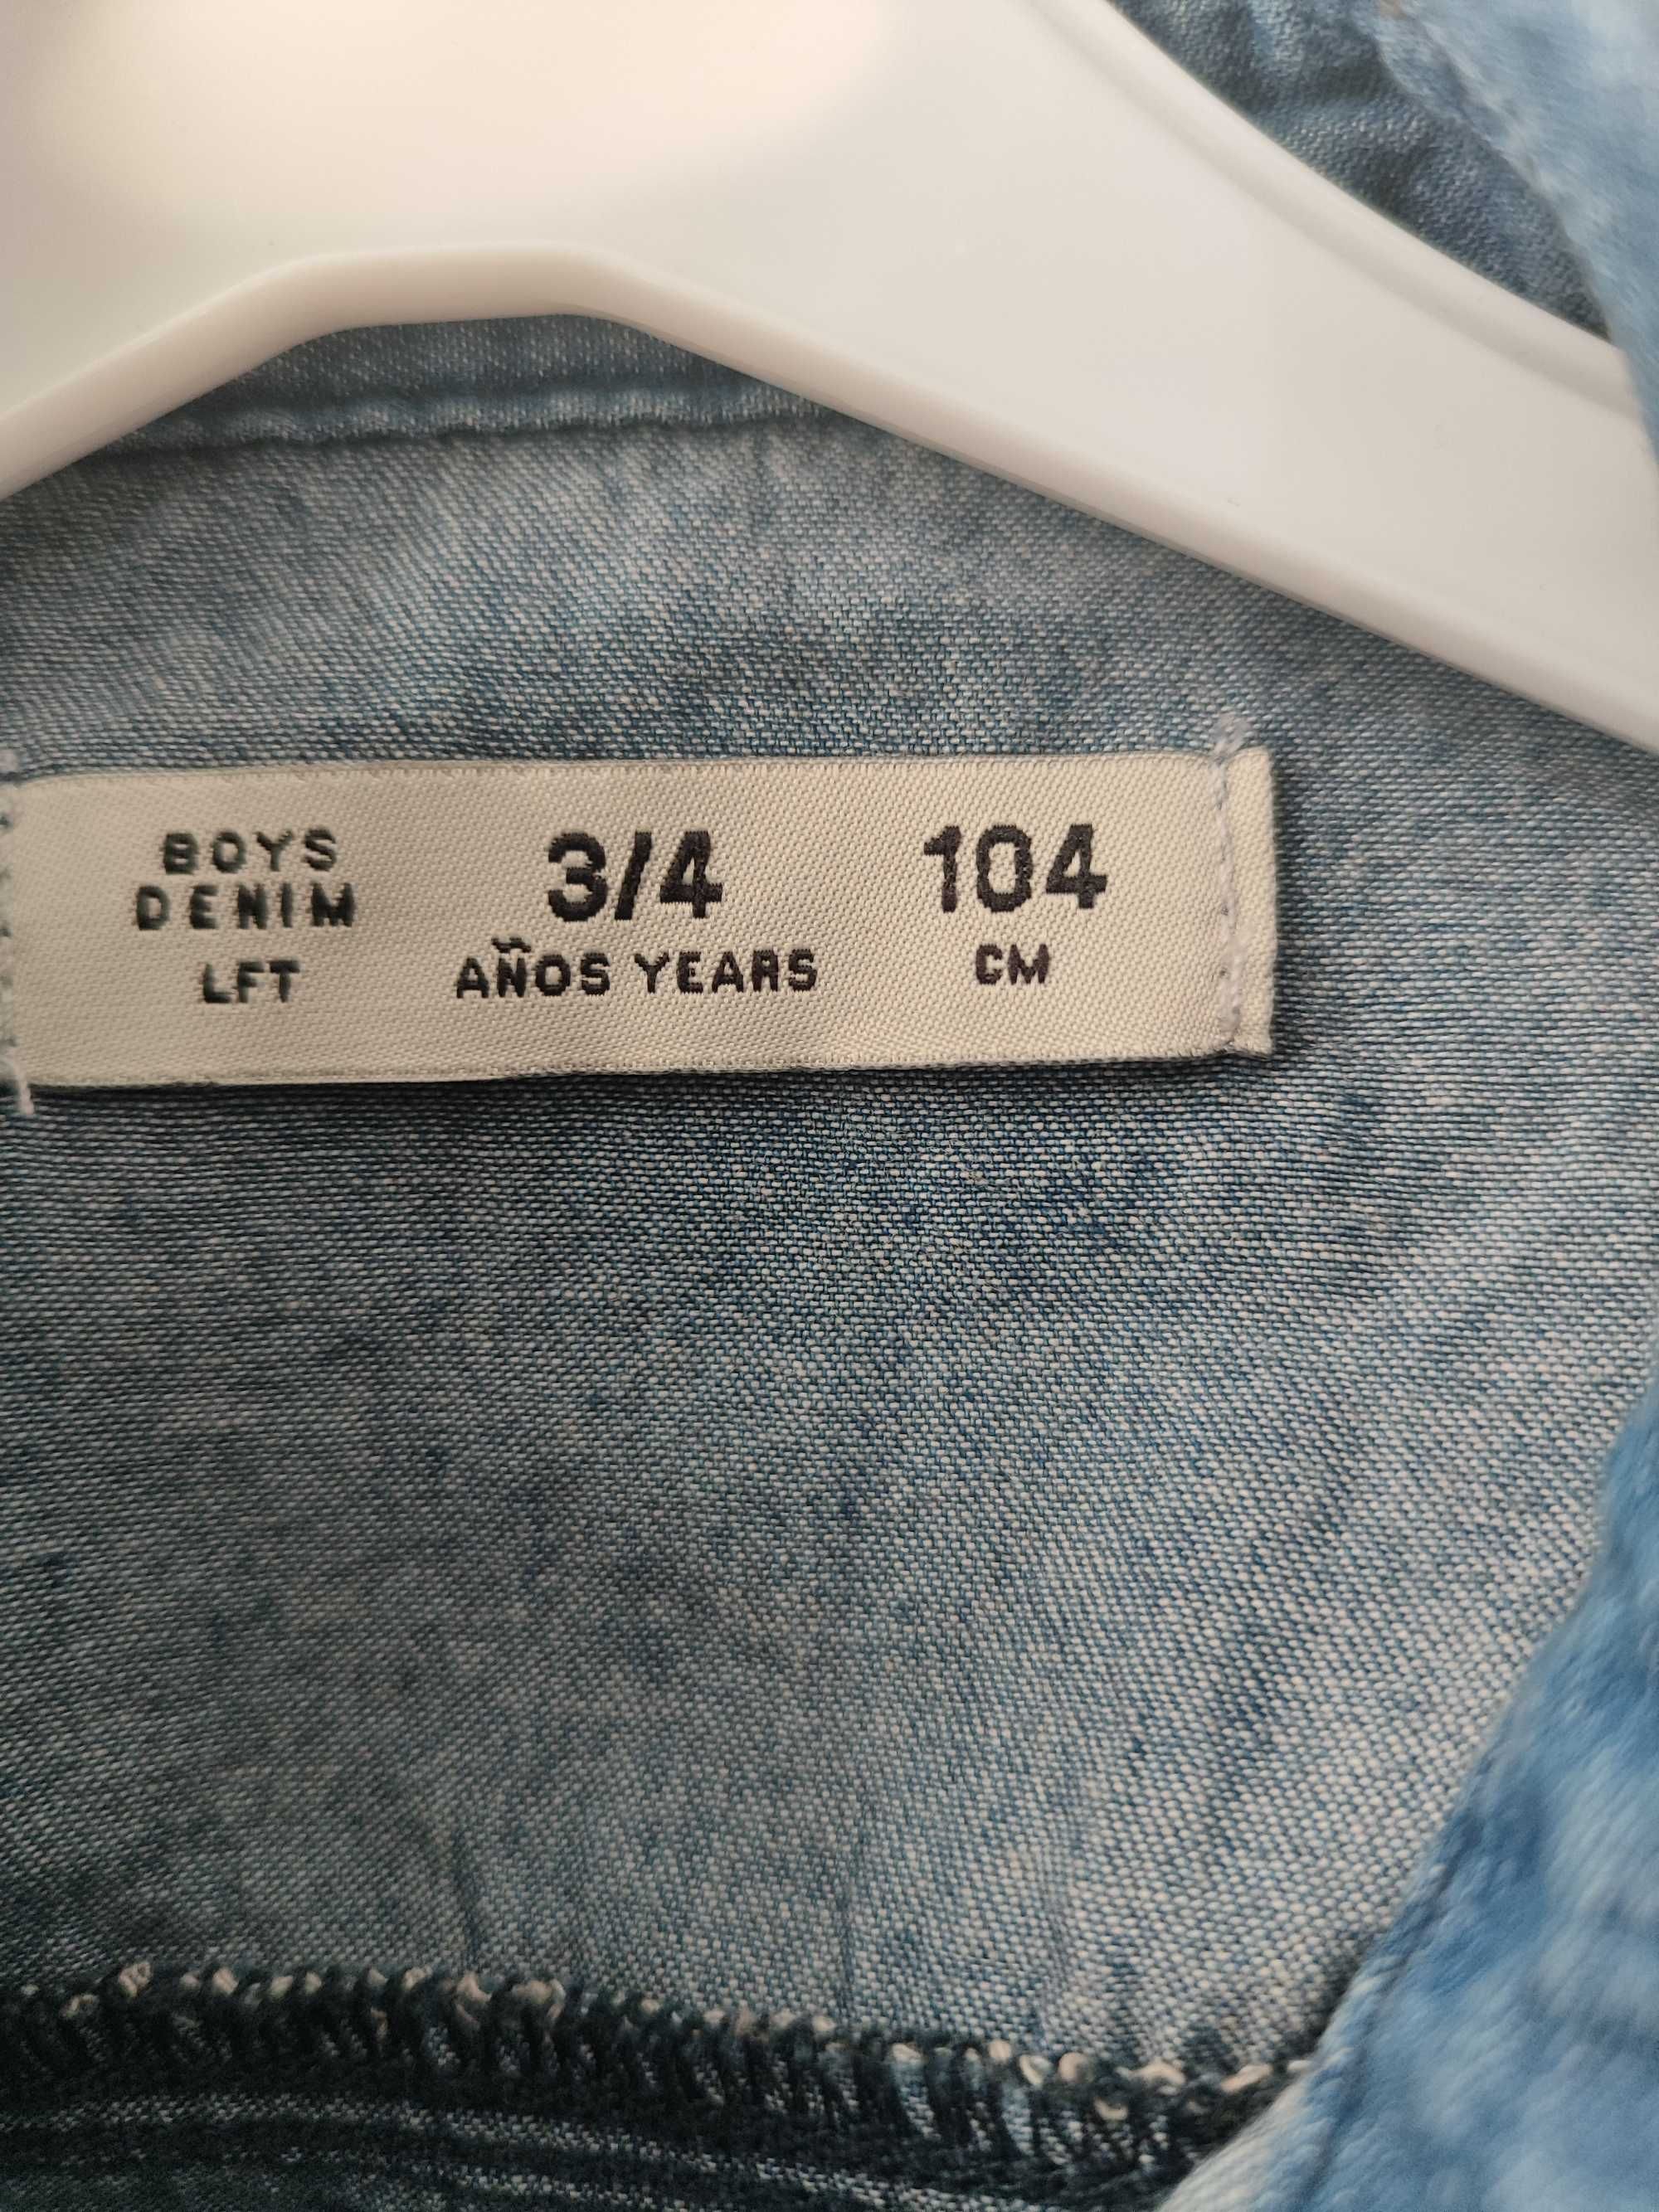 BOYS
DENIM
LFT
3/4
AÑOS YEARS
104
CM